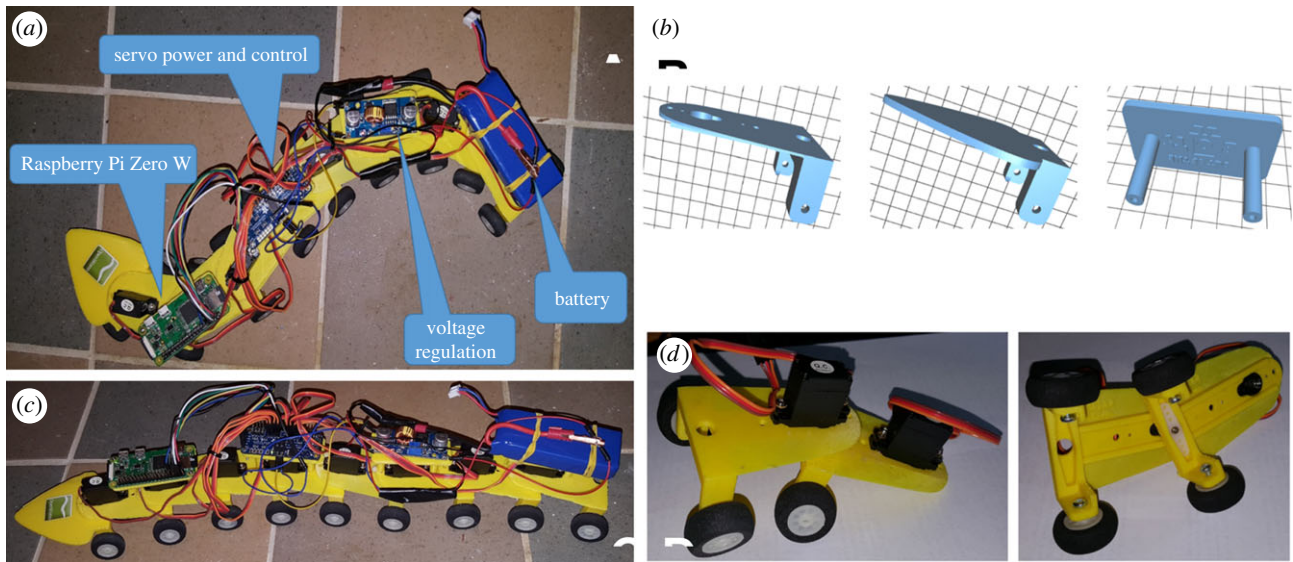 (a)
servo power and control
Raspberry Pi Zero W
voltage
regulation
battery
(b)
(c)
(d)